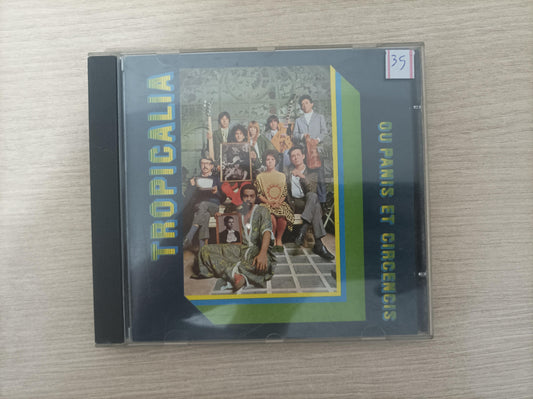 TROPICALIA
OU PANIS ET CIRCENCIS
35